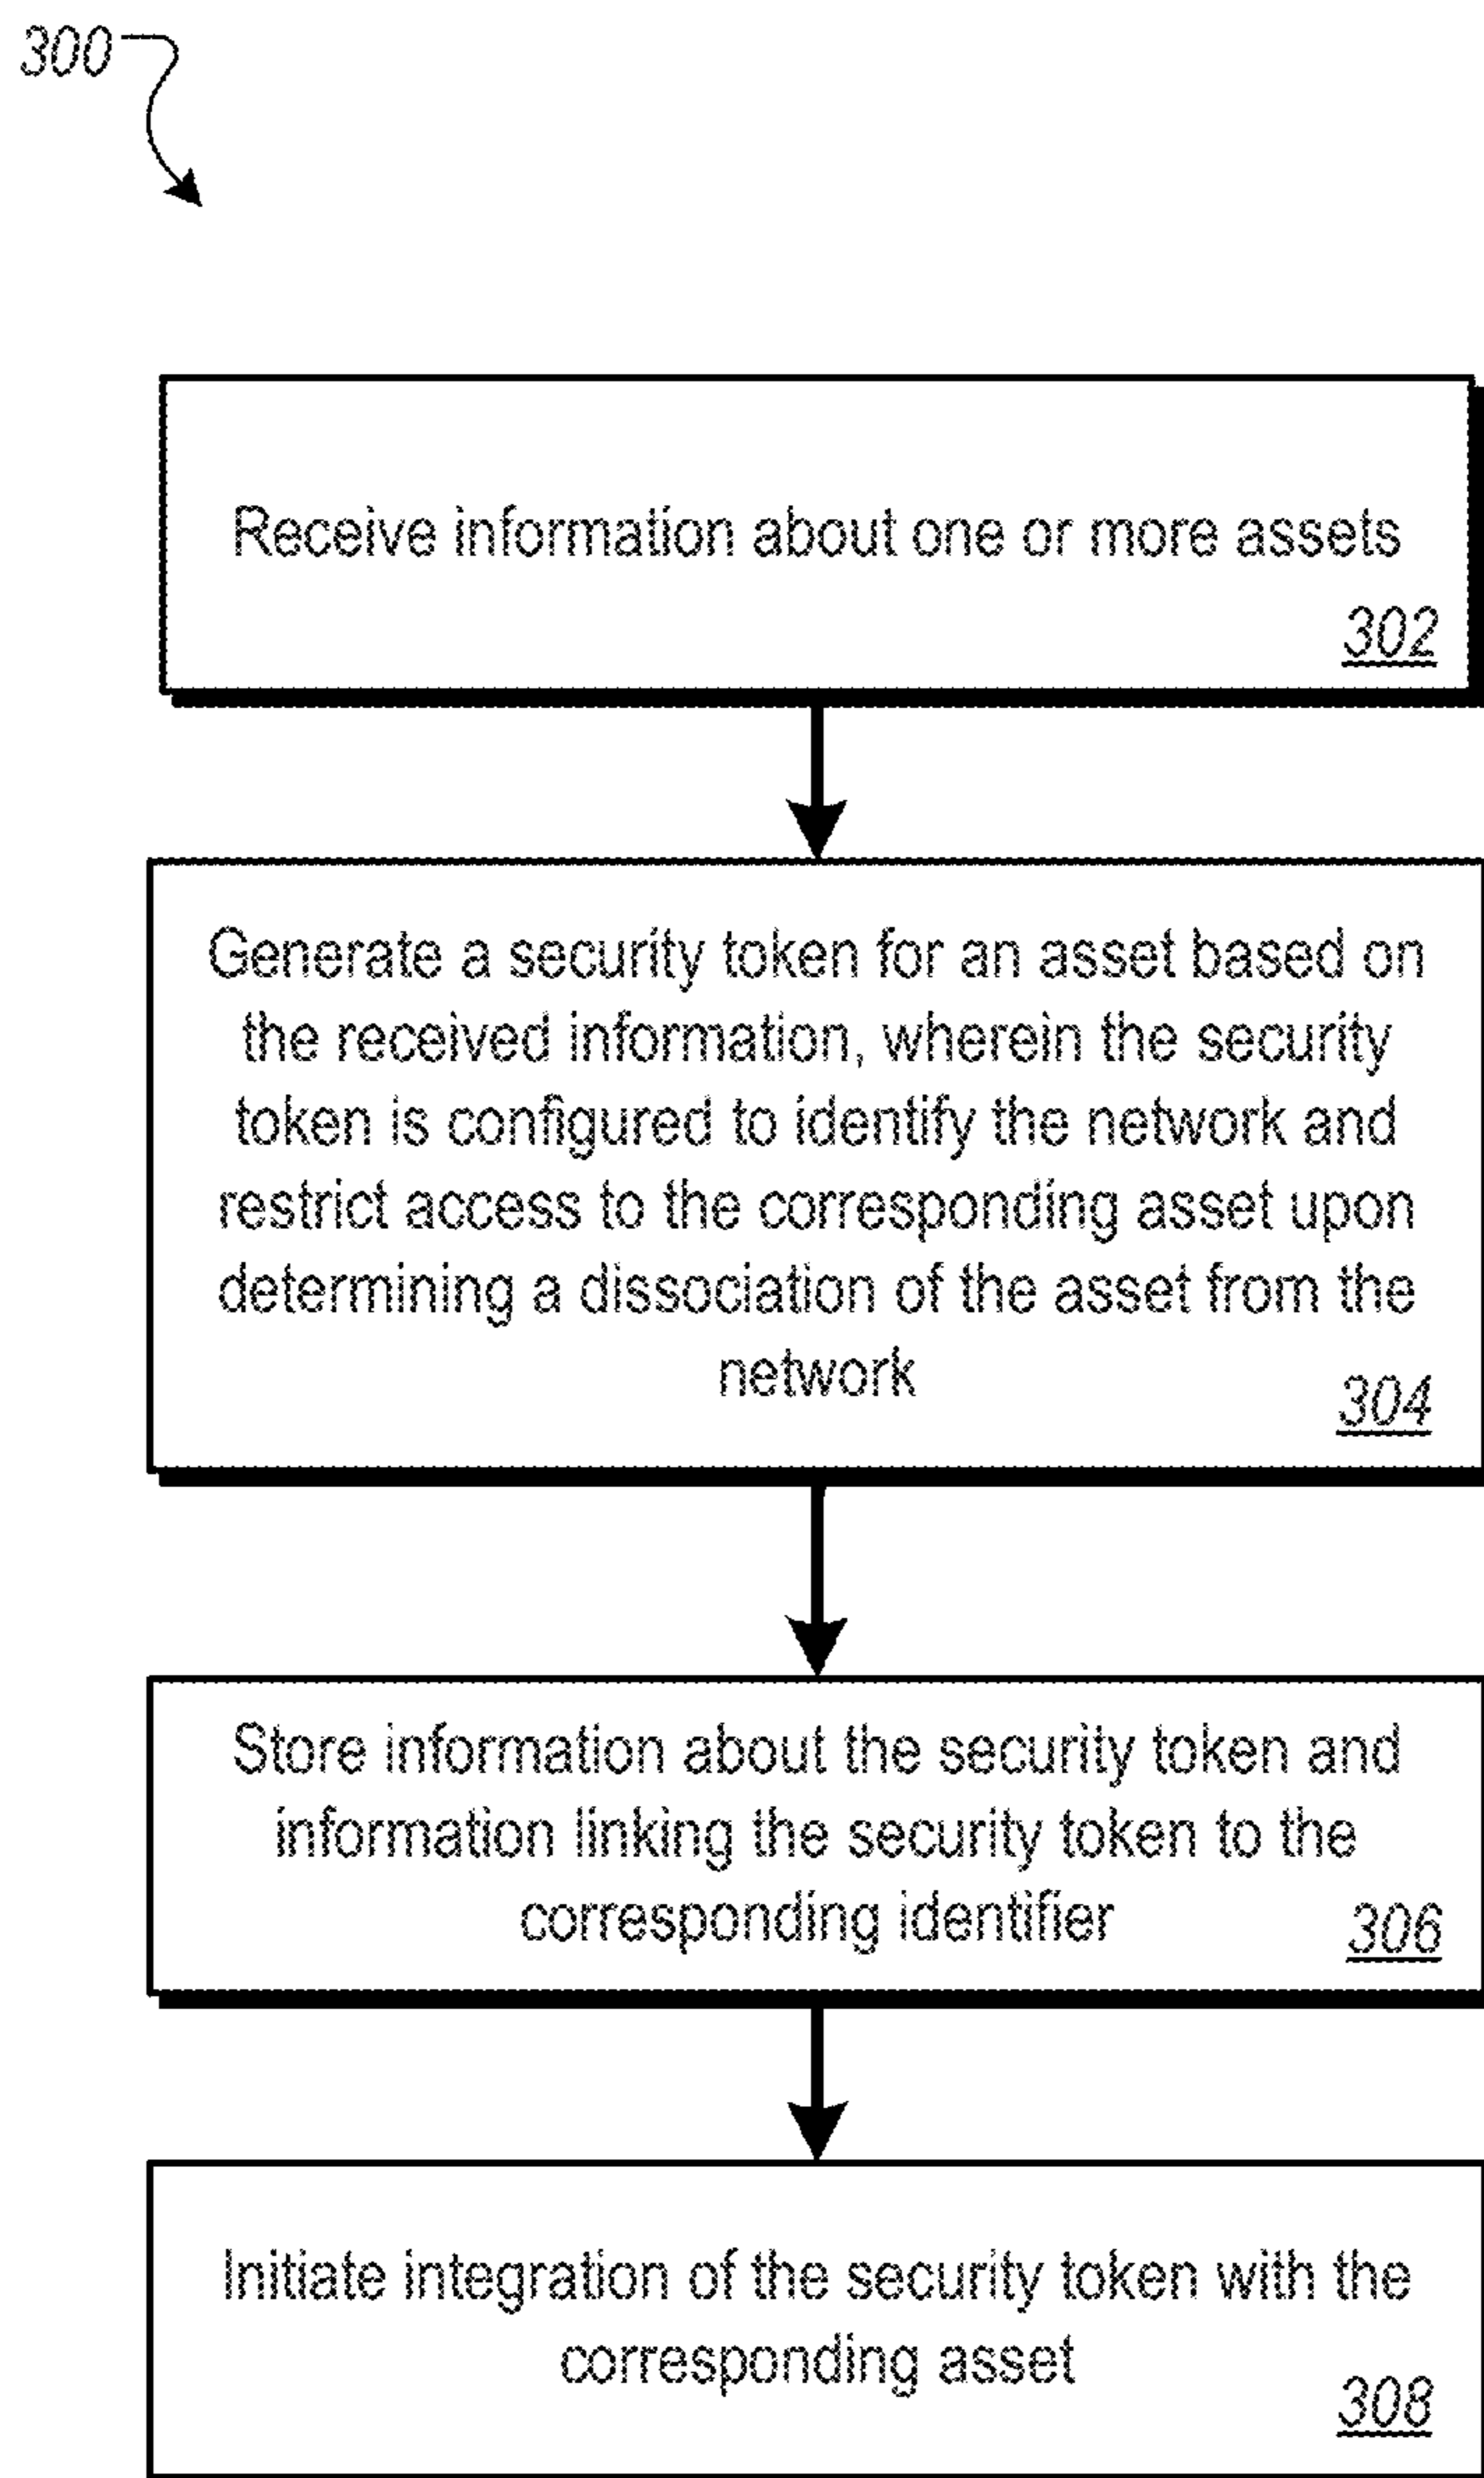 300
Receive information about one or more assets
302
Generate a security token for an asset based on
the received information, wherein the security
token is configured to identify the network and
restrict access to the corresponding asset upon
determining a dissociation of the asset from the
network
304
Store information about the security token and
information linking the security token to the
corresponding identifier
306
Initiate integration of the security token with the
corresponding asset
308